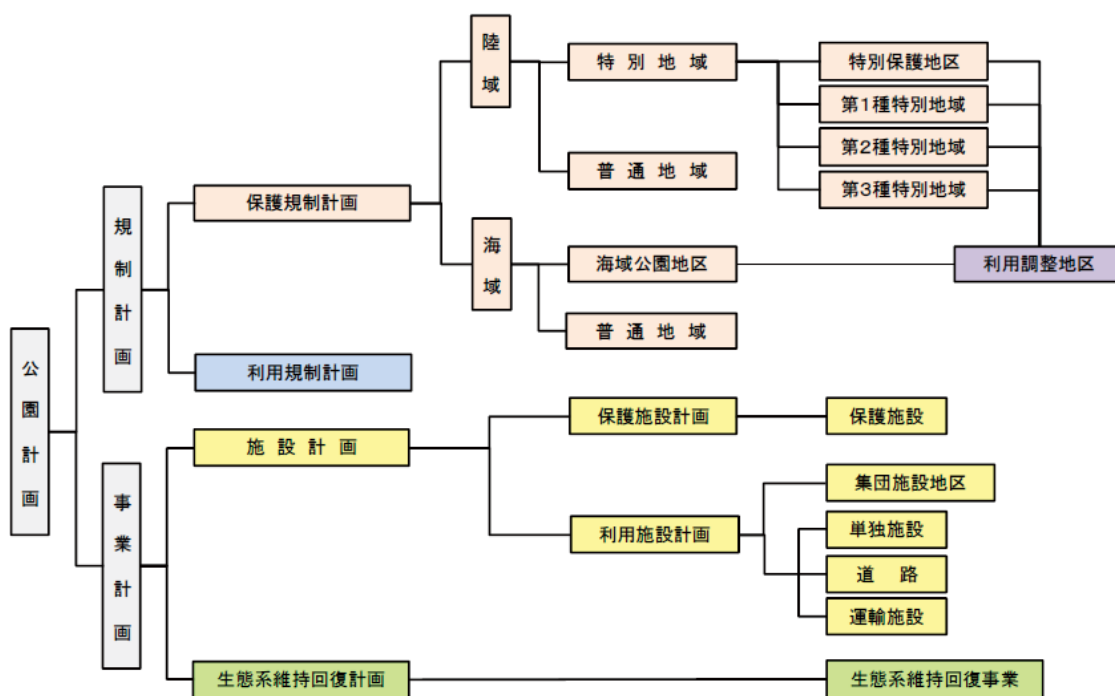 公園計画
規制計画
保護規制計画
陸域
特別地域
特別保護地区
第1種特別地域
第2種特別地域
第3種特別地域
普通地域
海域
海域公園地区
利用調整地区
普通地域
利用規制計画
事業計画
施設計画
保護施設計画
保護施設
利用施設計画
集団施設地区
単独施設
道路
運輸施設
生態系維持回復計画
生態系維持回復事業